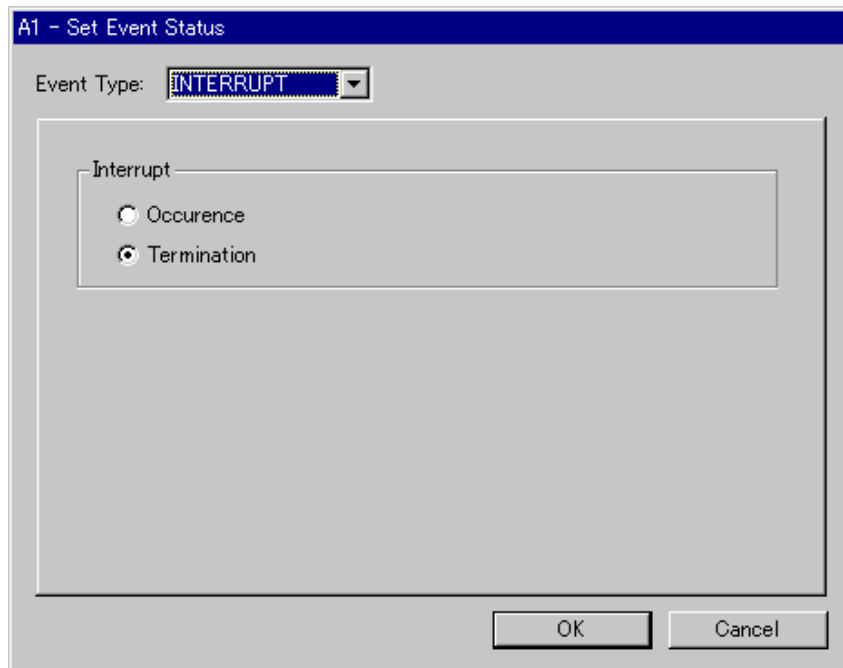 A1 - Set Event Status
Event Type: INTERRUPT
Interrupt
Occurence
Termination
OK Cancel